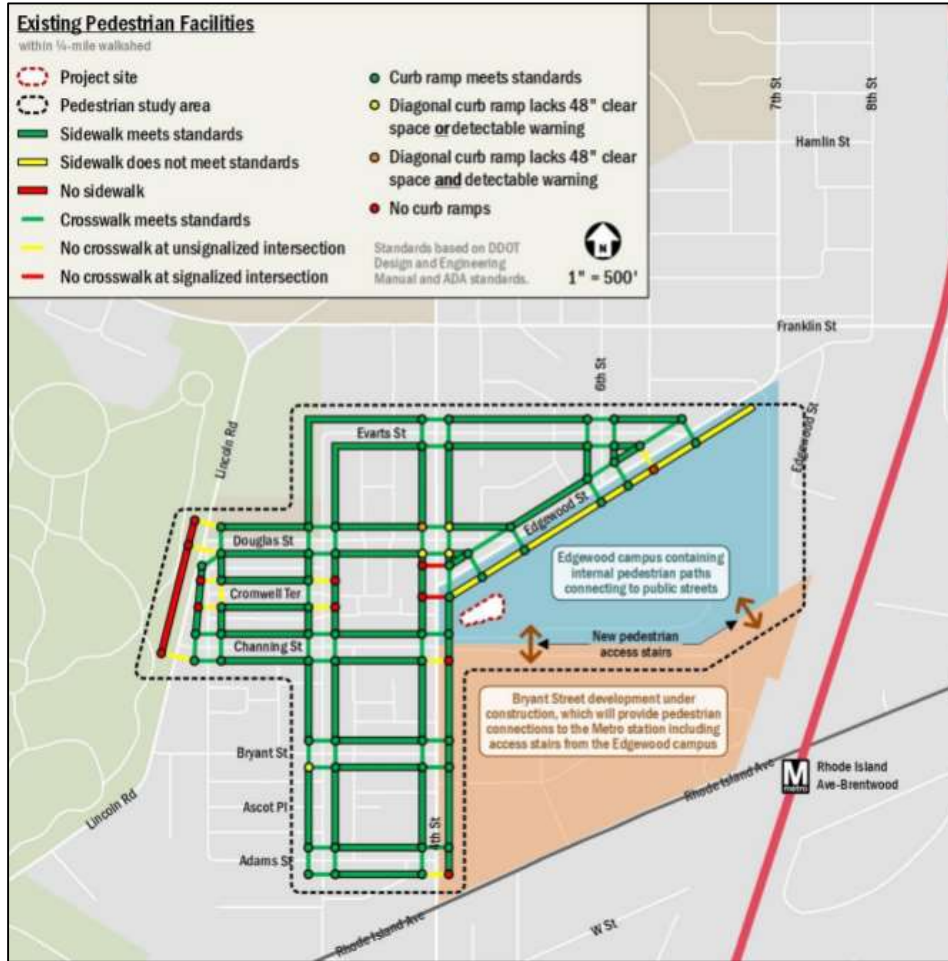 Existing Pedestrian Facilities
within ¼-mile walkshed
Project site
Pedestrian study area
Sidewalk meets standards
Sidewalk does not meet standards
No sidewalk
Crosswalk meets standards
No crosswalk at unsignalized intersection
No crosswalk at signalized intersection
Curb ramp meets standards
Diagonal curb ramp lacks 48" clear
space or detectable warning
Diagonal curb ramp lacks 48" clear
space and detectable warning
No curb ramps
Standards based on DDOT
Design and Engineering
Manual and ADA standards.
N
1" = 500'
7th St
8th St
Hamlin St
Franklin St
6th St
Lincoln Rd
Evarts St
Edgewood St
Edgewood St
Douglas St
Cromwell Ter
Channing St
Edgewood campus containing
internal pedestrian paths
connecting to public streets
New pedestrian
access stairs
Bryant Street development under
construction, which will provide pedestrian
connections to the Metro station including
access stairs from the Edgewood campus
Bryant St
Ascot Pl
Adams St
4th St
Lincoln Rd
Rhode Island Ave
M
metro
Rhode Island
Ave-Brentwood
Rhode Island Ave
W St